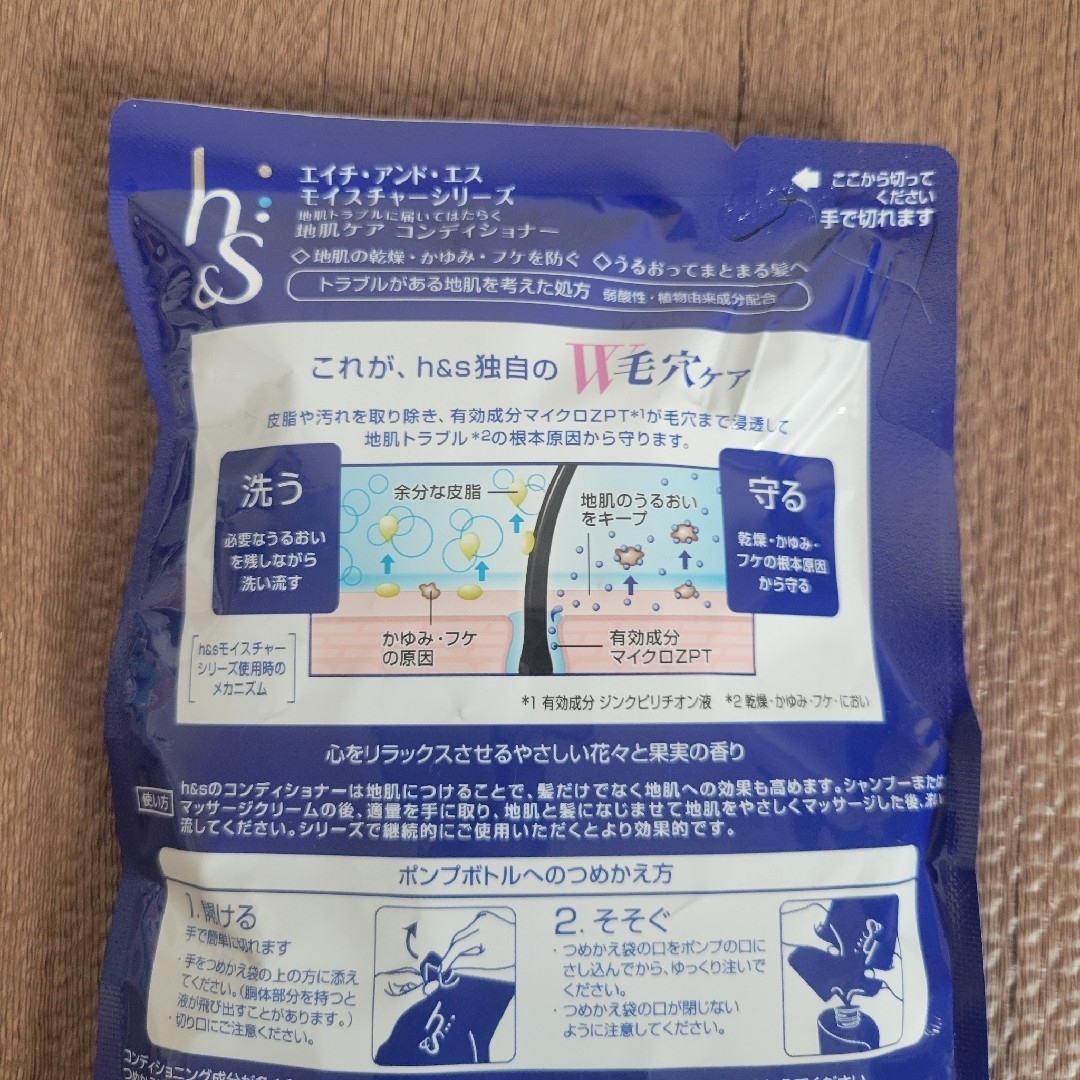 h&s
エイチ・アンド・エス
モイスチャーシリーズ
地肌トラブルに届いてはたらく
地肌ケア コンディショナー
◇地肌の乾燥・かゆみ・フケを防ぐ ◇うるおってまとまる髪へ
トラブルがある地肌を考えた処方 弱酸性・植物由来成分配合
ここから切って
ください
手で切れます
これが、h&s独自のW毛穴ケア
皮脂や汚れを取り除き、有効成分マイクロZPT*1が毛穴まで浸透して
地肌トラブル*2の根本原因から守ります。
洗う
必要なうるおい
を残しながら
洗い流す
余分な皮脂
地肌のうるおい
をキープ
守る
乾燥・かゆみ・
フケの根本原因
から守る
かゆみ・フケ
の原因
有効成分
マイクロZPT
h&sモイスチャー
シリーズ使用時の
メカニズム
*1 有効成分 ジンクピリチオン液 *2 乾燥・かゆみ・フケ・におい
心をリラックスさせるやさしい花々と果実の香り
使い方
h&sのコンディショナーは地肌につけることで、髪だけでなく地肌への効果も高めます。シャンプーまたは
マッサージクリームの後、適量を手に取り、地肌と髪になじませて地肌をやさしくマッサージした後、洗い
流してください。シリーズで継続的にご使用いただくとより効果的です。
ポンプボトルへのつめかえ方
1. 開ける
手で簡単に切れます
・手をつめかえ袋の上の方に添え
てください。（胴体部分を持つと
液が飛び出すことがあります。）
・切り口にご注意ください。
h&s
2. そそぐ
・つめかえ袋の口をポンプの口に
さし込んでから、ゆっくり注いで
ください。
・つめかえ袋の口が閉じない
ように注意してください。
h&s
コンディショニング成分が